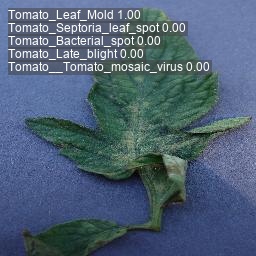 Tomato_Leaf_Mold 1.00
Tomato_Septoria_leaf_spot 0.00
Tomato_Bacterial_spot 0.00
Tomato_Late_blight 0.00
Tomato__Tomato_mosaic_virus 0.00